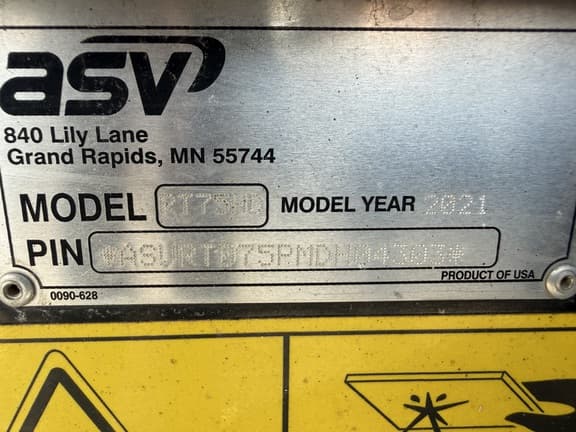 asv
840 Lily Lane
Grand Rapids, MN 55744
MODEL RT75HD MODEL YEAR 2021
PIN *ASVRT075PMDH04303*
PRODUCT OF USA
0090-628